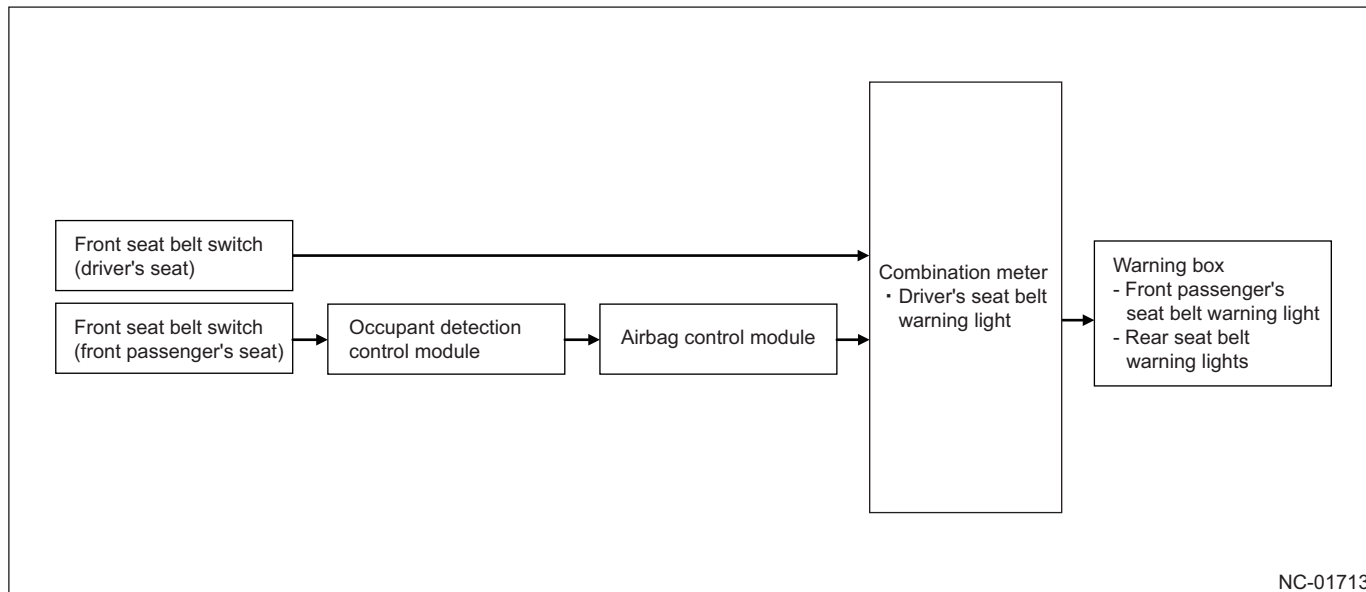 Front seat belt switch
(driver's seat)
Front seat belt switch
(front passenger's seat)
Occupant detection
control module
Airbag control module
Combination meter
・Driver's seat belt
warning light
Warning box
- Front passenger's
seat belt warning light
- Rear seat belt
warning lights
NC-01713